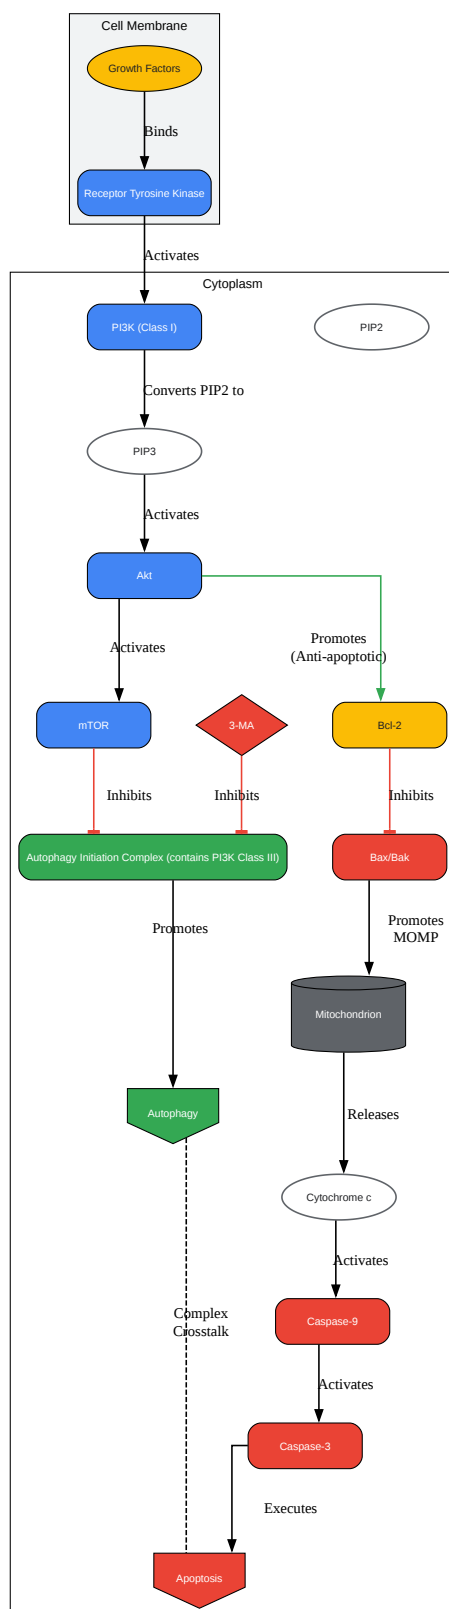 Cell Membrane
Growth Factors
Binds
Receptor Tyrosine Kinase
Activates
Cytoplasm
PI3K (Class I)
PIP2
Converts PIP2 to
PIP3
Activates
Akt
Promotes
(Anti-apoptotic)
Activates
mTOR
3-MA
Bcl-2
Inhibits
Inhibits
Inhibits
Autophagy Initiation Complex (contains PI3K Class III)
Bax/Bak
Promotes
Promotes
MOMP
Mitochondrion
Autophagy
Releases
Cytochrome c
Activates
Complex
Crosstalk
Caspase-9
Activates
Caspase-3
Executes
Apoptosis